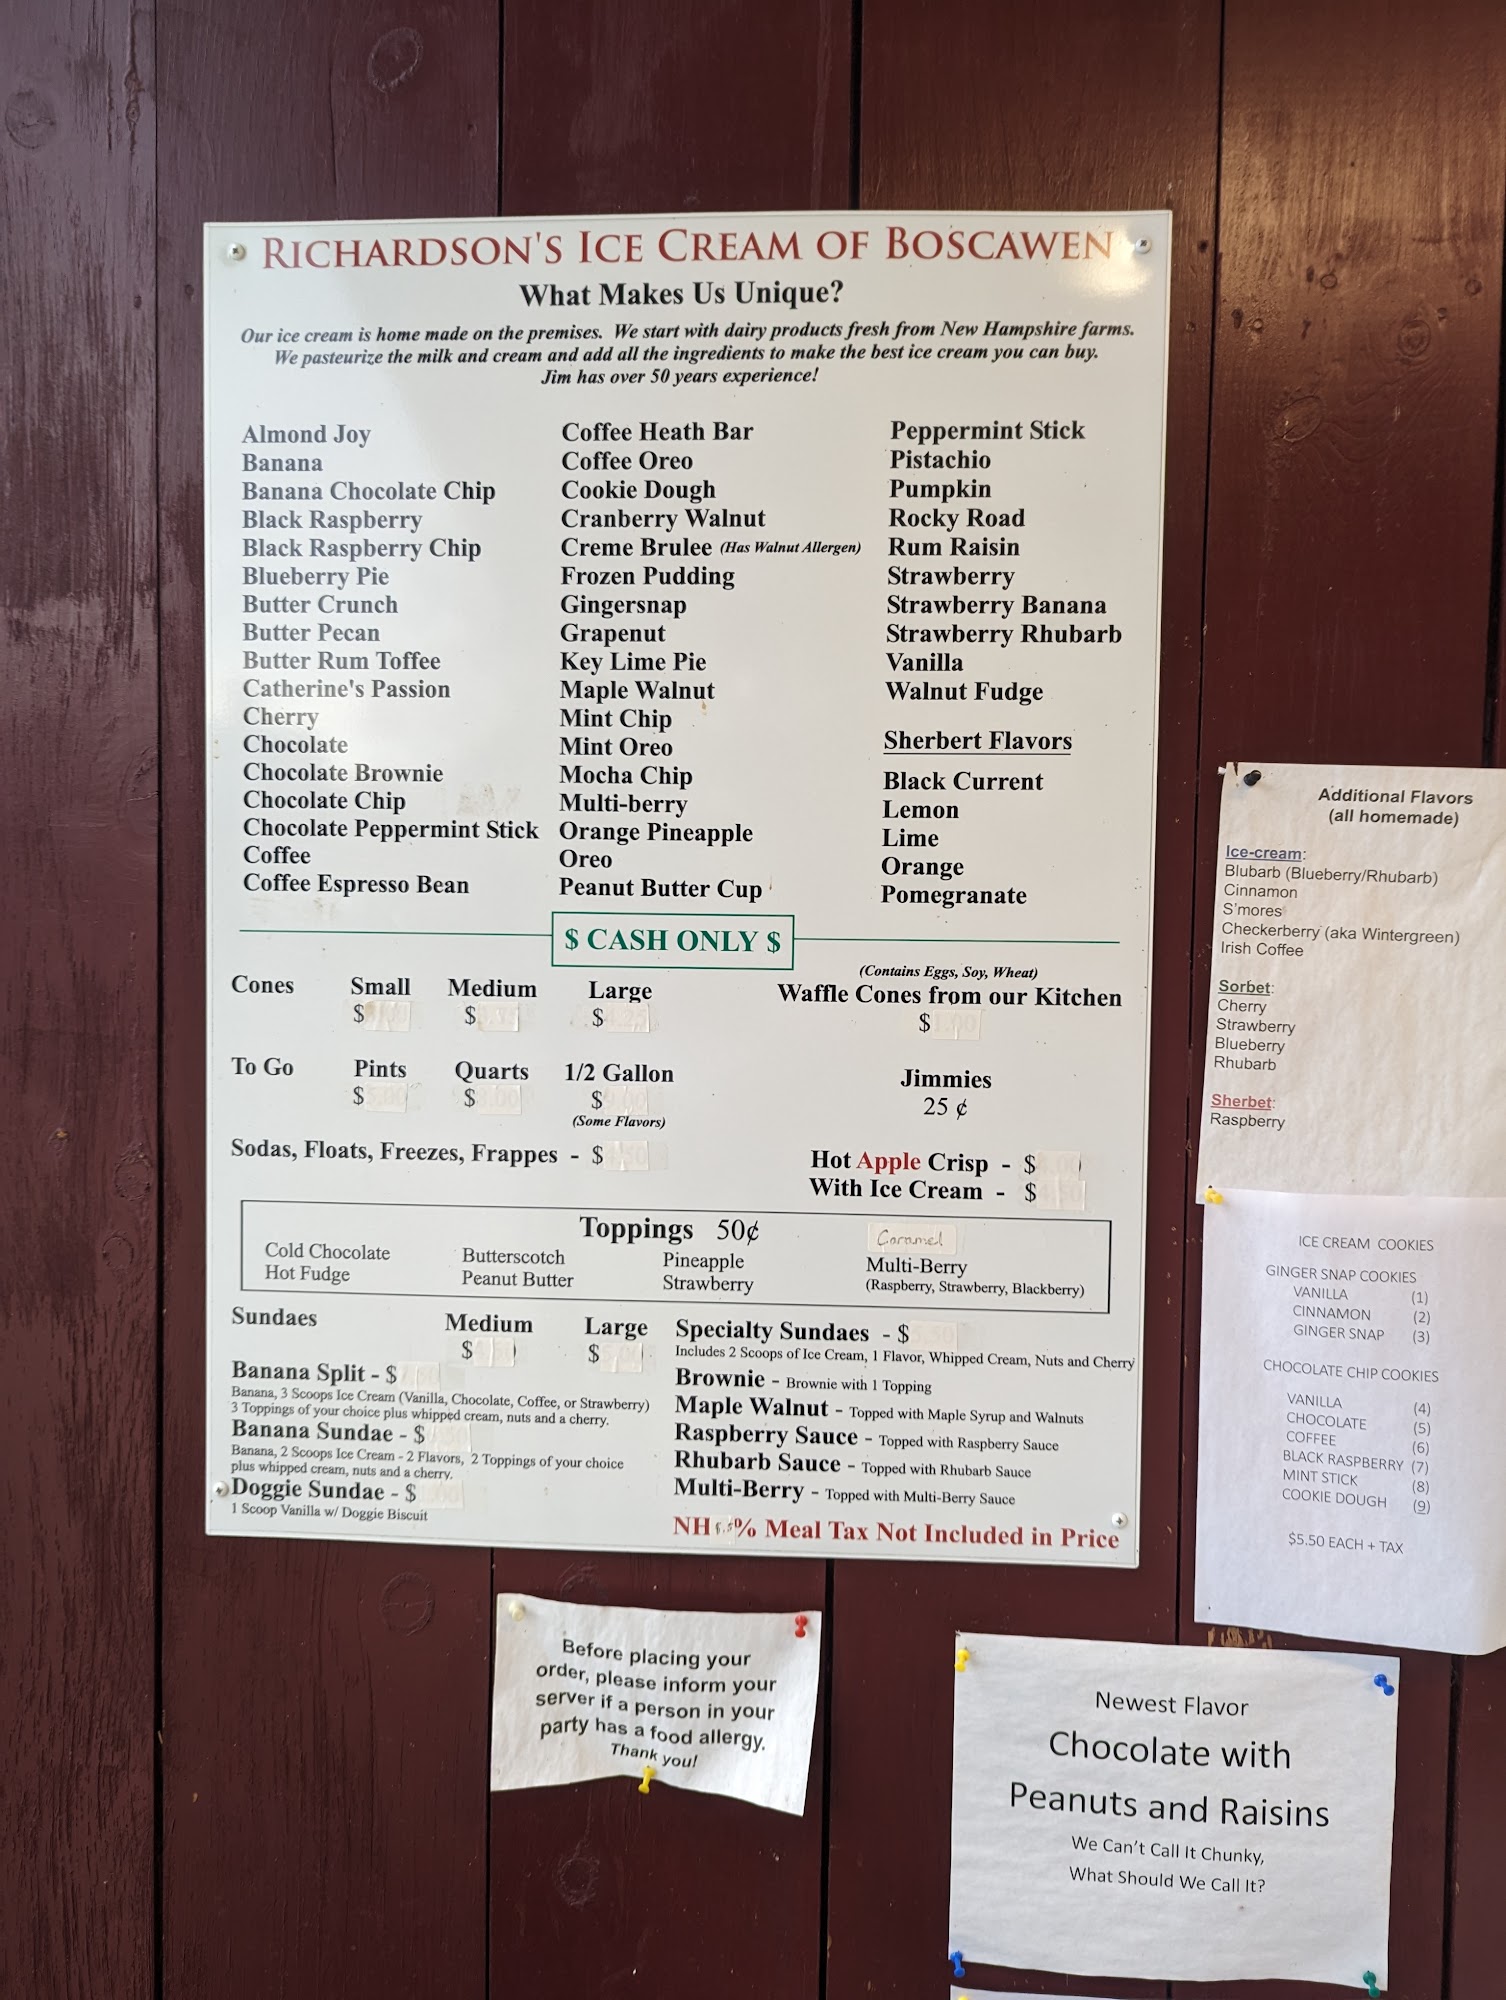 RICHARDSON'S ICE CREAM OF BOSCAWEN
What Makes Us Unique?
Our ice cream is home made on the premises. We start with dairy products fresh from New Hampshire farms.
We pasteurize the milk and cream and add all the ingredients to make the best ice cream you can buy.
Jim has over 50 years experience!
Almond Joy
Banana
Banana Chocolate Chip
Black Raspberry
Black Raspberry Chip
Blueberry Pie
Butter Crunch
Butter Pecan
Butter Rum Toffee
Catherine's Passion
Cherry
Chocolate
Chocolate Brownie
Chocolate Chip
Chocolate Peppermint Stick
Coffee
Coffee Espresso Bean
Coffee Heath Bar
Coffee Oreo
Cookie Dough
Cranberry Walnut
Creme Brulee (Has Walnut Allergen)
Frozen Pudding
Gingersnap
Grapenut
Key Lime Pie
Maple Walnut
Mint Chip
Mint Oreo
Mocha Chip
Multi-berry
Orange Pineapple
Oreo
Peanut Butter Cup
Peppermint Stick
Pistachio
Pumpkin
Rocky Road
Rum Raisin
Strawberry
Strawberry Banana
Strawberry Rhubarb
Vanilla
Walnut Fudge
Sherbert Flavors
Black Current
Lemon
Lime
Orange
Pomegranate
$ CASH ONLY $
Cones Small Medium Large
$ $ $
(Contains Eggs, Soy, Wheat)
Waffle Cones from our Kitchen
$
To Go Pints Quarts 1/2 Gallon
$ $ $
(Some Flavors)
Jimmies
25 ¢
Sodas, Floats, Freezes, Frappes - $
Hot Apple Crisp - $
With Ice Cream - $
Toppings 50¢
Cold Chocolate
Hot Fudge
Butterscotch
Peanut Butter
Pineapple
Strawberry
Caramel
Multi-Berry
(Raspberry, Strawberry, Blackberry)
Sundaes Medium Large
$ $
Banana Split - $
Banana, 3 Scoops Ice Cream (Vanilla, Chocolate, Coffee, or Strawberry)
3 Toppings of your choice plus whipped cream, nuts and a cherry.
Banana Sundae - $
Banana, 2 Scoops Ice Cream - 2 Flavors, 2 Toppings of your choice
plus whipped cream, nuts and a cherry.
Doggie Sundae - $
1 Scoop Vanilla w/ Doggie Biscuit
Specialty Sundaes - $
Includes 2 Scoops of Ice Cream, 1 Flavor, Whipped Cream, Nuts and Cherry
Brownie - Brownie with 1 Topping
Maple Walnut - Topped with Maple Syrup and Walnuts
Raspberry Sauce - Topped with Raspberry Sauce
Rhubarb Sauce - Topped with Rhubarb Sauce
Multi-Berry - Topped with Multi-Berry Sauce
NH % Meal Tax Not Included in Price
Additional Flavors
(all homemade)
Ice-cream:
Blubarb (Blueberry/Rhubarb)
Cinnamon
S'mores
Checkerberry (aka Wintergreen)
Irish Coffee
Sorbet:
Cherry
Strawberry
Blueberry
Rhubarb
Sherbet:
Raspberry
ICE CREAM COOKIES
GINGER SNAP COOKIES
VANILLA (1)
CINNAMON (2)
GINGER SNAP (3)
CHOCOLATE CHIP COOKIES
VANILLA (4)
CHOCOLATE (5)
COFFEE (6)
BLACK RASPBERRY (7)
MINT STICK (8)
COOKIE DOUGH (9)
$5.50 EACH + TAX
Before placing your
order, please inform your
server if a person in your
party has a food allergy.
Thank you!
Newest Flavor
Chocolate with
Peanuts and Raisins
We Can't Call It Chunky,
What Should We Call It?